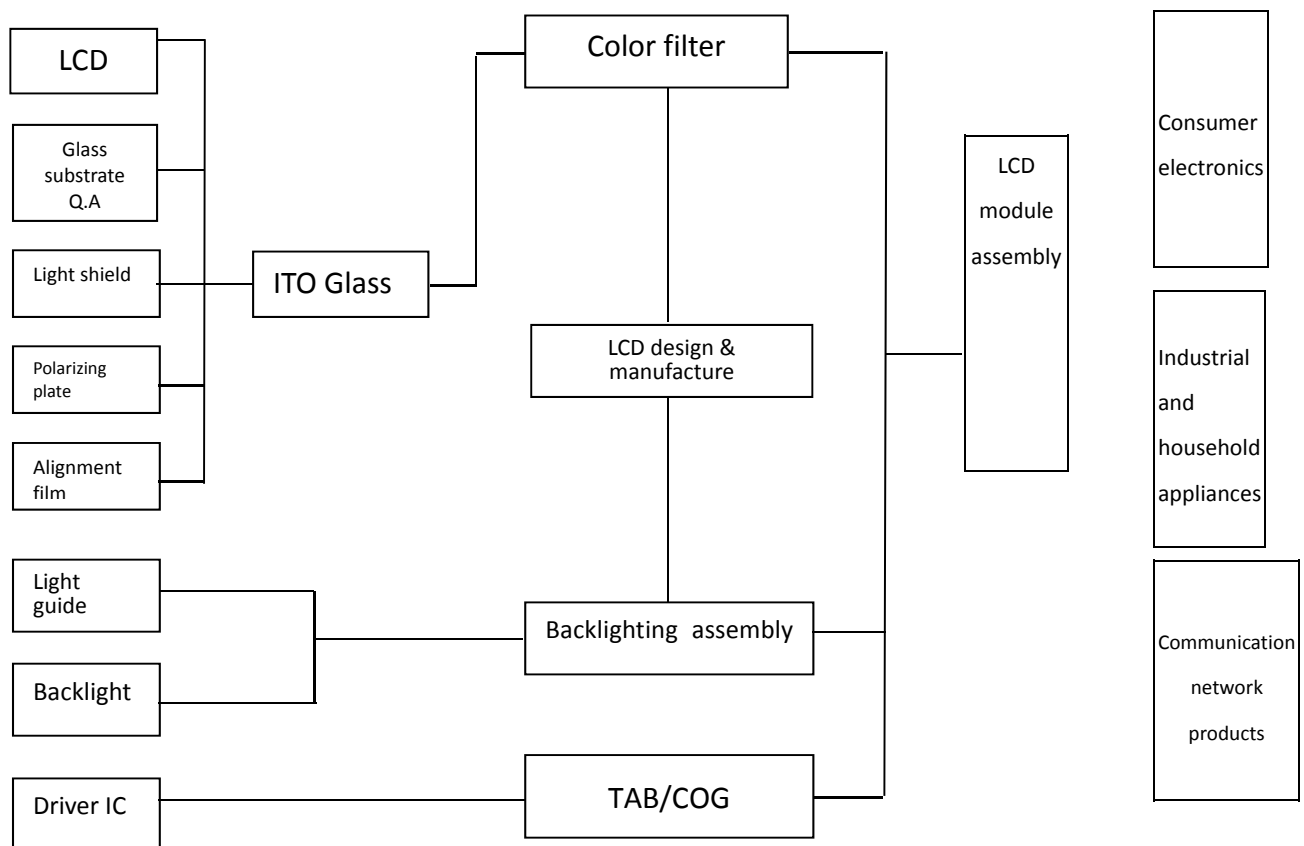 LCD
Glass
substrate
Q.A
Light shield
Polarizing
plate
Alignment
film
Light
guide
Backlight
Driver IC
ITO Glass
Color filter
LCD design &
manufacture
Backlighting assembly
TAB/COG
LCD
module
assembly
Consumer
electronics
Industrial
and
household
appliances
Communication
network
products